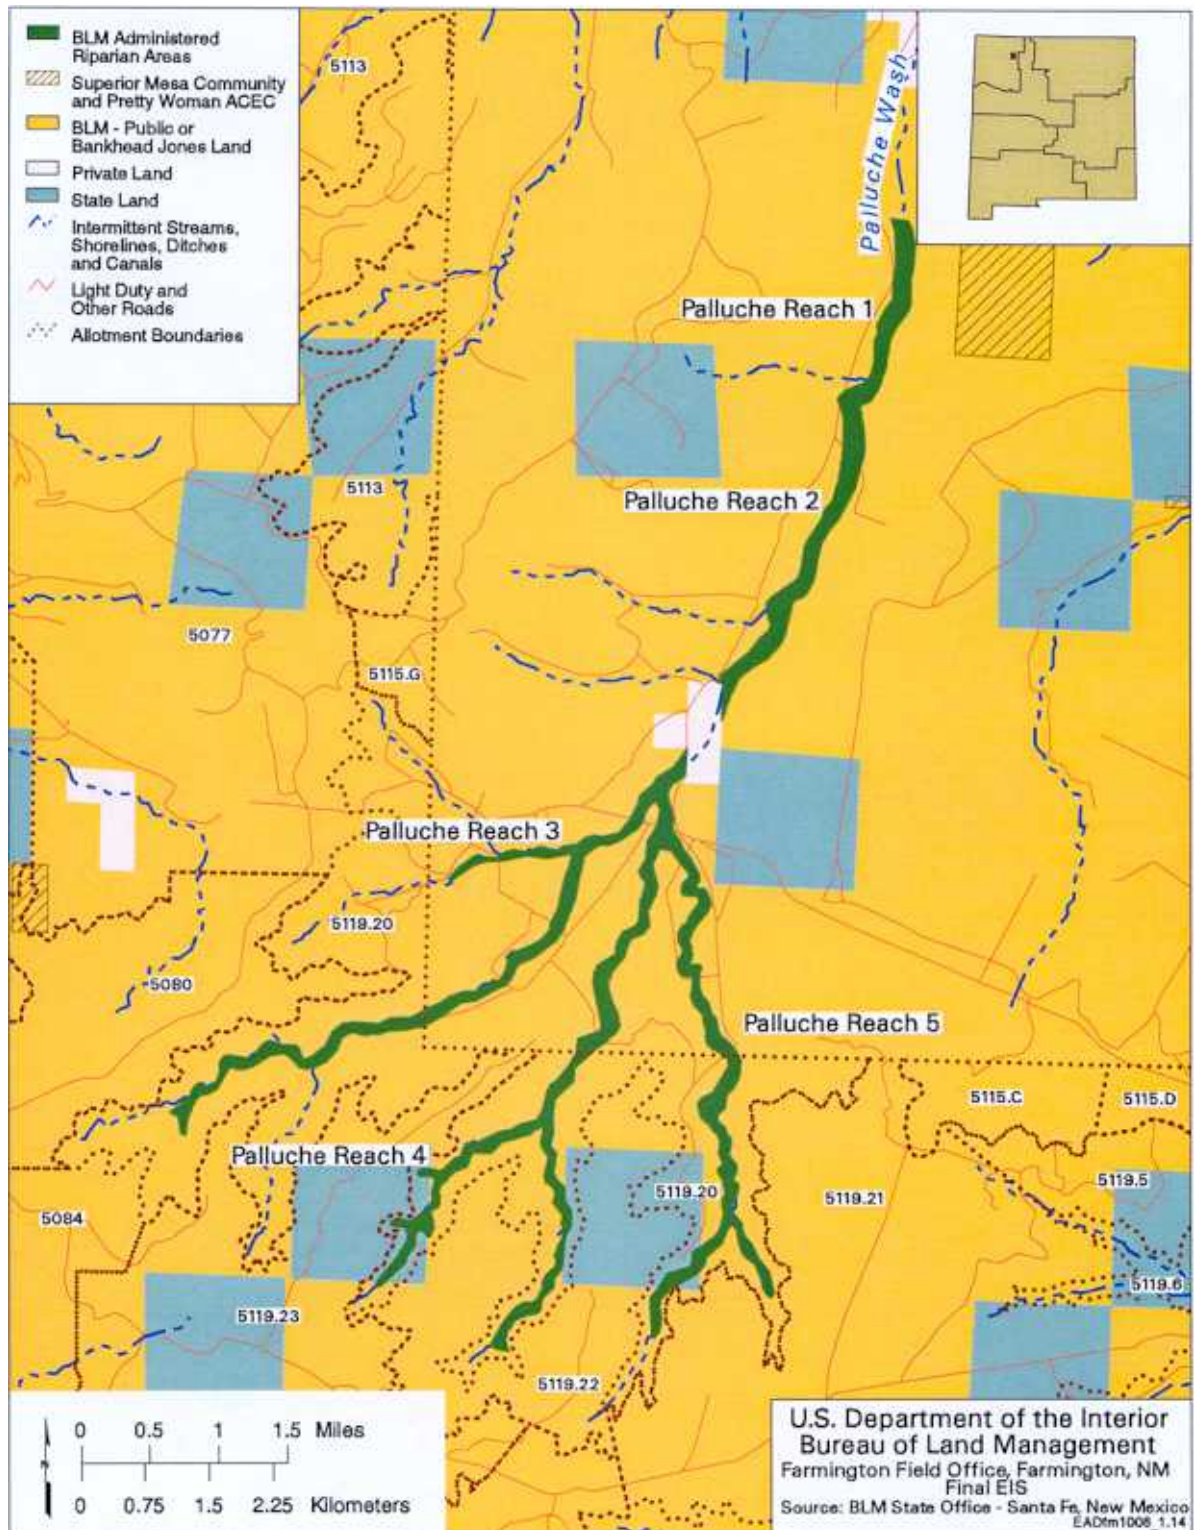 BLM Administered
Riparian Areas
Superior Mesa Community
and Pretty Woman ACEC
BLM - Public or
Bankhead Jones Land
Private Land
State Land
Intermittent Streams,
Shorelines, Ditches
and Canals
Light Duty and
Other Roads
Allotment Boundaries
5113
Palluche Wash
Palluche Reach 1
5113
Palluche Reach 2
5077
5115.G
Palluche Reach 3
5119.20
5080
Palluche Reach 5
5115.C
5115.D
Palluche Reach 4
5119.20
5119.21
5119.5
5084
5119.6
5119.23
5119.22
0 0.5 1 1.5 Miles
N
0 0.75 1.5 2.25 Kilometers
U.S. Department of the Interior
Bureau of Land Management
Farmington Field Office, Farmington, NM
Final EIS
Source: BLM State Office - Santa Fe, New Mexico
EADfm1006_1.14